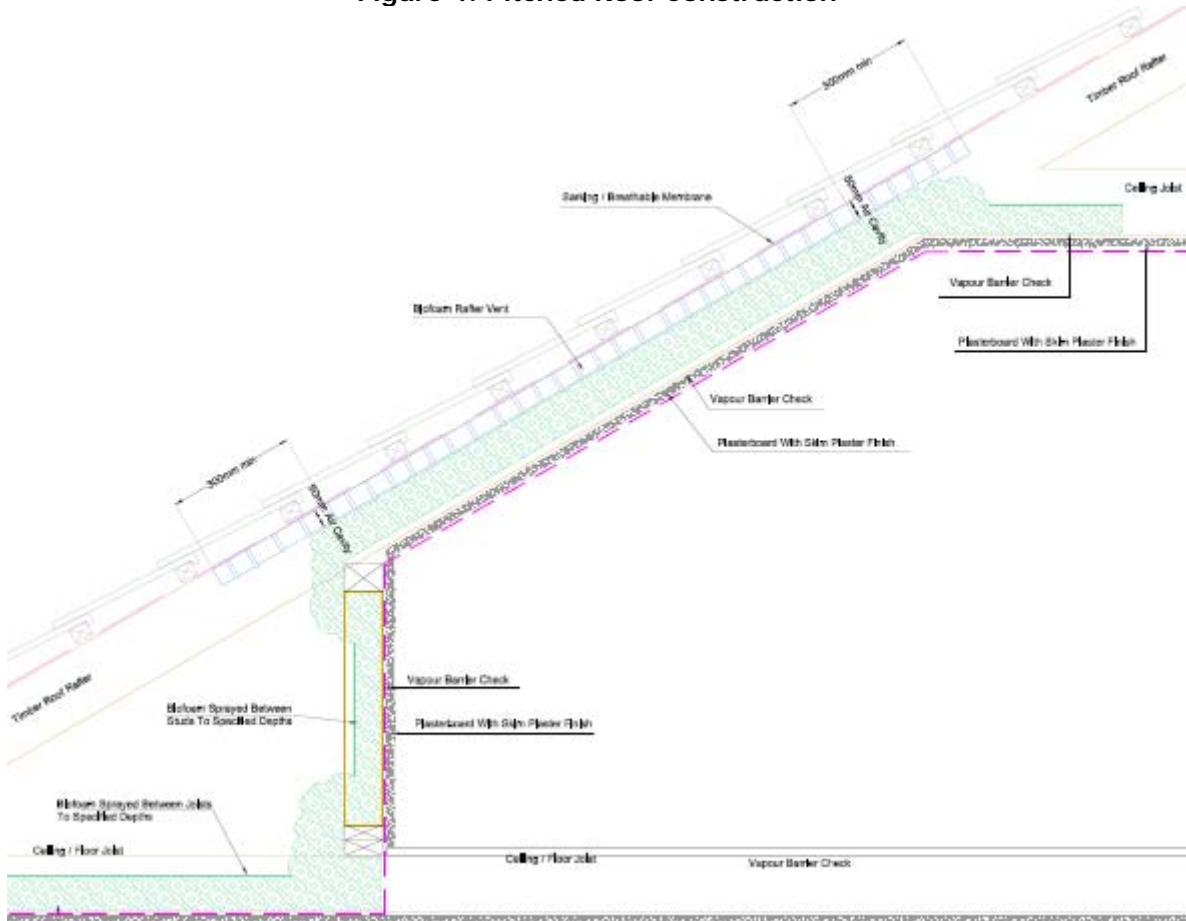 Figure 1: Pitched Roof construction
300mm min
Timber Roof Rafter
50mm Air Cavity
Ceiling Joist
Sarking / Breathable Membrane
Vapour Barrier Check
Biofoam Rafter Vent
Plasterboard With Skim Plaster Finish
Vapour Barrier Check
Plasterboard With Skim Plaster Finish
300mm min
50mm Air Cavity
Vapour Barrier Check
Timber Roof Rafter
Biofoam Sprayed Between
Studs To Specified Depths
Plasterboard With Skim Plaster Finish
Biofoam Sprayed Between Joists
To Specified Depths
Ceiling / Floor Joist
Ceiling / Floor Joist
Vapour Barrier Check